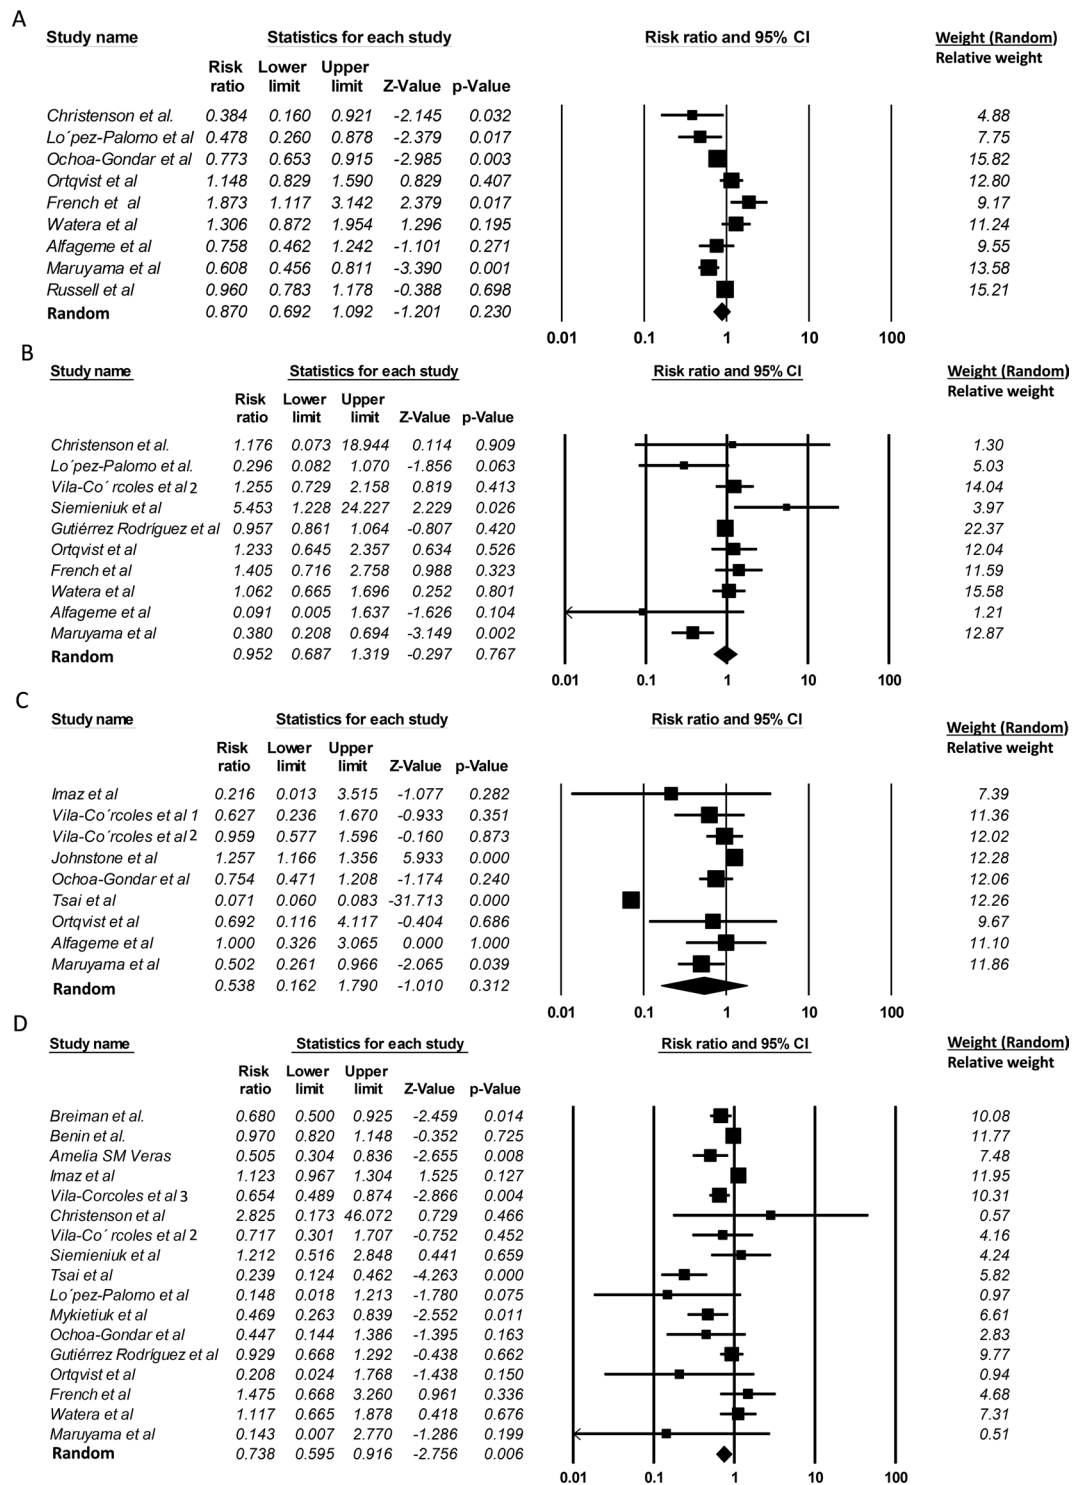 A
Study name Statistics for each study Risk ratio and 95% CI Weight (Random)
Relative weight
Risk Lower Upper
ratio limit limit Z-Value p-Value
Christenson et al. 0.384 0.160 0.921 -2.145 0.032 4.88
Lo´pez-Palomo et al 0.478 0.260 0.878 -2.379 0.017 7.75
Ochoa-Gondar et al 0.773 0.653 0.915 -2.985 0.003 15.82
Ortqvist et al 1.148 0.829 1.590 0.829 0.407 12.80
French et al 1.873 1.117 3.142 2.379 0.017 9.17
Watera et al 1.306 0.872 1.954 1.296 0.195 11.24
Alfageme et al 0.758 0.462 1.242 -1.101 0.271 9.55
Maruyama et al 0.608 0.456 0.811 -3.390 0.001 13.58
Russell et al 0.960 0.783 1.178 -0.388 0.698 15.21
Random 0.870 0.692 1.092 -1.201 0.230
0.01 0.1 1 10 100
B
Study name Statistics for each study Risk ratio and 95% CI Weight (Random)
Relative weight
Risk Lower Upper
ratio limit limit Z-Value p-Value
Christenson et al. 1.176 0.073 18.944 0.114 0.909 1.30
Lo´pez-Palomo et al. 0.296 0.082 1.070 -1.856 0.063 5.03
Vila-Co´ rcoles et al 2 1.255 0.729 2.158 0.819 0.413 14.04
Siemieniuk et al 5.453 1.228 24.227 2.229 0.026 3.97
Gutiérrez Rodríguez et al 0.957 0.861 1.064 -0.807 0.420 22.37
Ortqvist et al 1.233 0.645 2.357 0.634 0.526 12.04
French et al 1.405 0.716 2.758 0.988 0.323 11.59
Watera et al 1.062 0.665 1.696 0.252 0.801 15.58
Alfageme et al 0.091 0.005 1.637 -1.626 0.104 1.21
Maruyama et al 0.380 0.208 0.694 -3.149 0.002 12.87
Random 0.952 0.687 1.319 -0.297 0.767
0.01 0.1 1 10 100
C
Study name Statistics for each study Risk ratio and 95% CI Weight (Random)
Relative weight
Risk Lower Upper
ratio limit limit Z-Value p-Value
Imaz et al 0.216 0.013 3.515 -1.077 0.282 7.39
Vila-Co´rcoles et al 1 0.627 0.236 1.670 -0.933 0.351 11.36
Vila-Co´rcoles et al 2 0.959 0.577 1.596 -0.160 0.873 12.02
Johnstone et al 1.257 1.166 1.356 5.933 0.000 12.28
Ochoa-Gondar et al 0.754 0.471 1.208 -1.174 0.240 12.06
Tsai et al 0.071 0.060 0.083 -31.713 0.000 12.26
Ortqvist et al 0.692 0.116 4.117 -0.404 0.686 9.67
Alfageme et al 1.000 0.326 3.065 0.000 1.000 11.10
Maruyama et al 0.502 0.261 0.966 -2.065 0.039 11.86
Random 0.538 0.162 1.790 -1.010 0.312
0.01 0.1 1 10 100
D
Study name Statistics for each study Risk ratio and 95% CI Weight (Random)
Relative weight
Risk Lower Upper
ratio limit limit Z-Value p-Value
Breiman et al. 0.680 0.500 0.925 -2.459 0.014 10.08
Benin et al. 0.970 0.820 1.148 -0.352 0.725 11.77
Amelia SM Veras 0.505 0.304 0.836 -2.655 0.008 7.48
Imaz et al 1.123 0.967 1.304 1.525 0.127 11.95
Vila-Corcoles et al 3 0.654 0.489 0.874 -2.866 0.004 10.31
Christenson et al 2.825 0.173 46.072 0.729 0.466 0.57
Vila-Co´ rcoles et al 2 0.717 0.301 1.707 -0.752 0.452 4.16
Siemieniuk et al 1.212 0.516 2.848 0.441 0.659 4.24
Tsai et al 0.239 0.124 0.462 -4.263 0.000 5.82
Lo´pez-Palomo et al 0.148 0.018 1.213 -1.780 0.075 0.97
Mykietiuk et al 0.469 0.263 0.839 -2.552 0.011 6.61
Ochoa-Gondar et al 0.447 0.144 1.386 -1.395 0.163 2.83
Gutiérrez Rodríguez et al 0.929 0.668 1.292 -0.438 0.662 9.77
Ortqvist et al 0.208 0.024 1.768 -1.438 0.150 0.94
French et al 1.475 0.668 3.260 0.961 0.336 4.68
Watera et al 1.117 0.665 1.878 0.418 0.676 7.31
Maruyama et al 0.143 0.007 2.770 -1.286 0.199 0.51
Random 0.738 0.595 0.916 -2.756 0.006
0.01 0.1 1 10 100